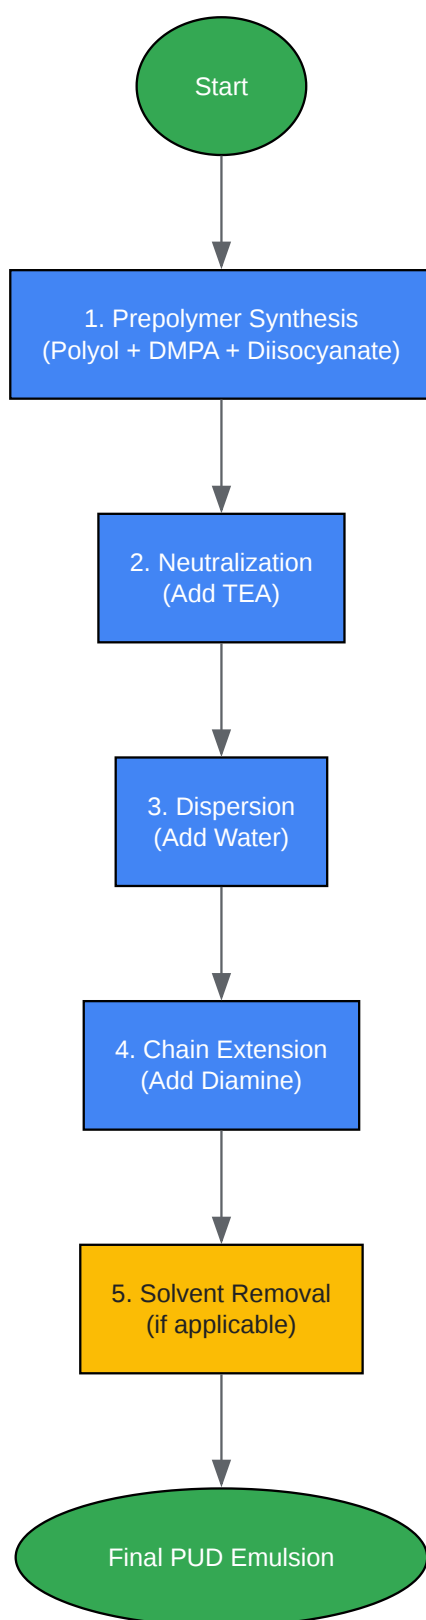 Start
1. Prepolymer Synthesis
(Polyol + DMPA + Diisocyanate)
2. Neutralization
(Add TEA)
3. Dispersion
(Add Water)
4. Chain Extension
(Add Diamine)
5. Solvent Removal
(if applicable)
Final PUD Emulsion